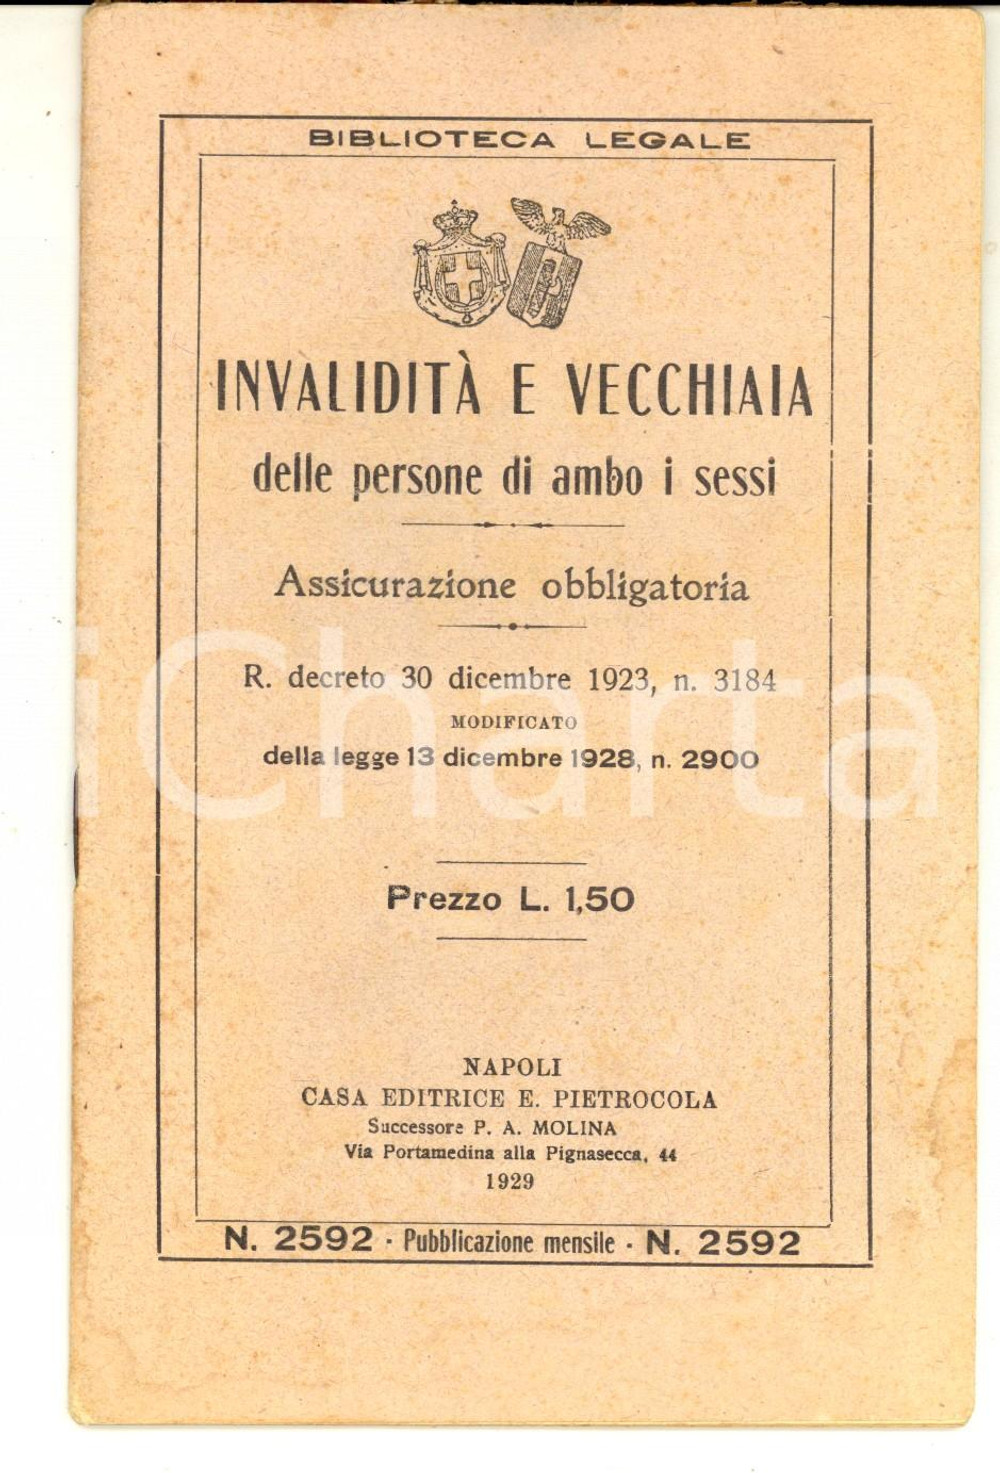 BIBLIOTECA LEGALE
INVALIDITÀ E VECCHIAIA
delle persone di ambo i sessi
Assicurazione obbligatoria
R. decreto 30 dicembre 1923, n. 3184
MODIFICATO
della legge 13 dicembre 1928, n. 2900
iCharta
Prezzo L. 1,50
NAPOLI
CASA EDITRICE E. PIETROCOLA
Successore P. A. MOLINA
Via Portamedina alla Pignasecca, 44
1929
N. 2592 · Pubblicazione mensile · N. 2592